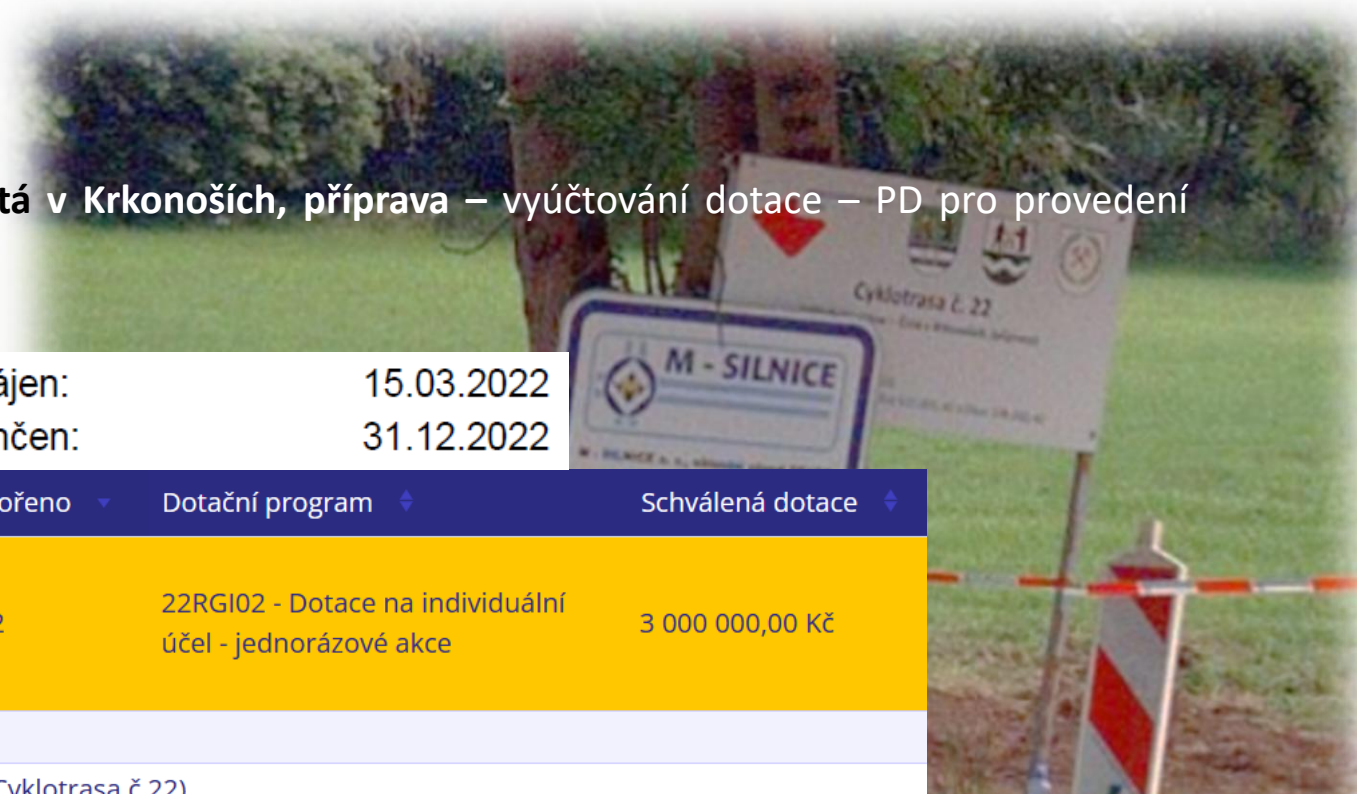 tá v Krkonoších, příprava – vyúčtování dotace – PD pro provedení
Cyklotrasa č. 22
M - SILNICE
ájen: 15.03.2022
nčen: 31.12.2022
ořeno Dotační program Schválená dotace
2 22RGI02 - Dotace na individuální účel - jednorázové akce 3 000 000,00 Kč
Cyklotrasa č.22)